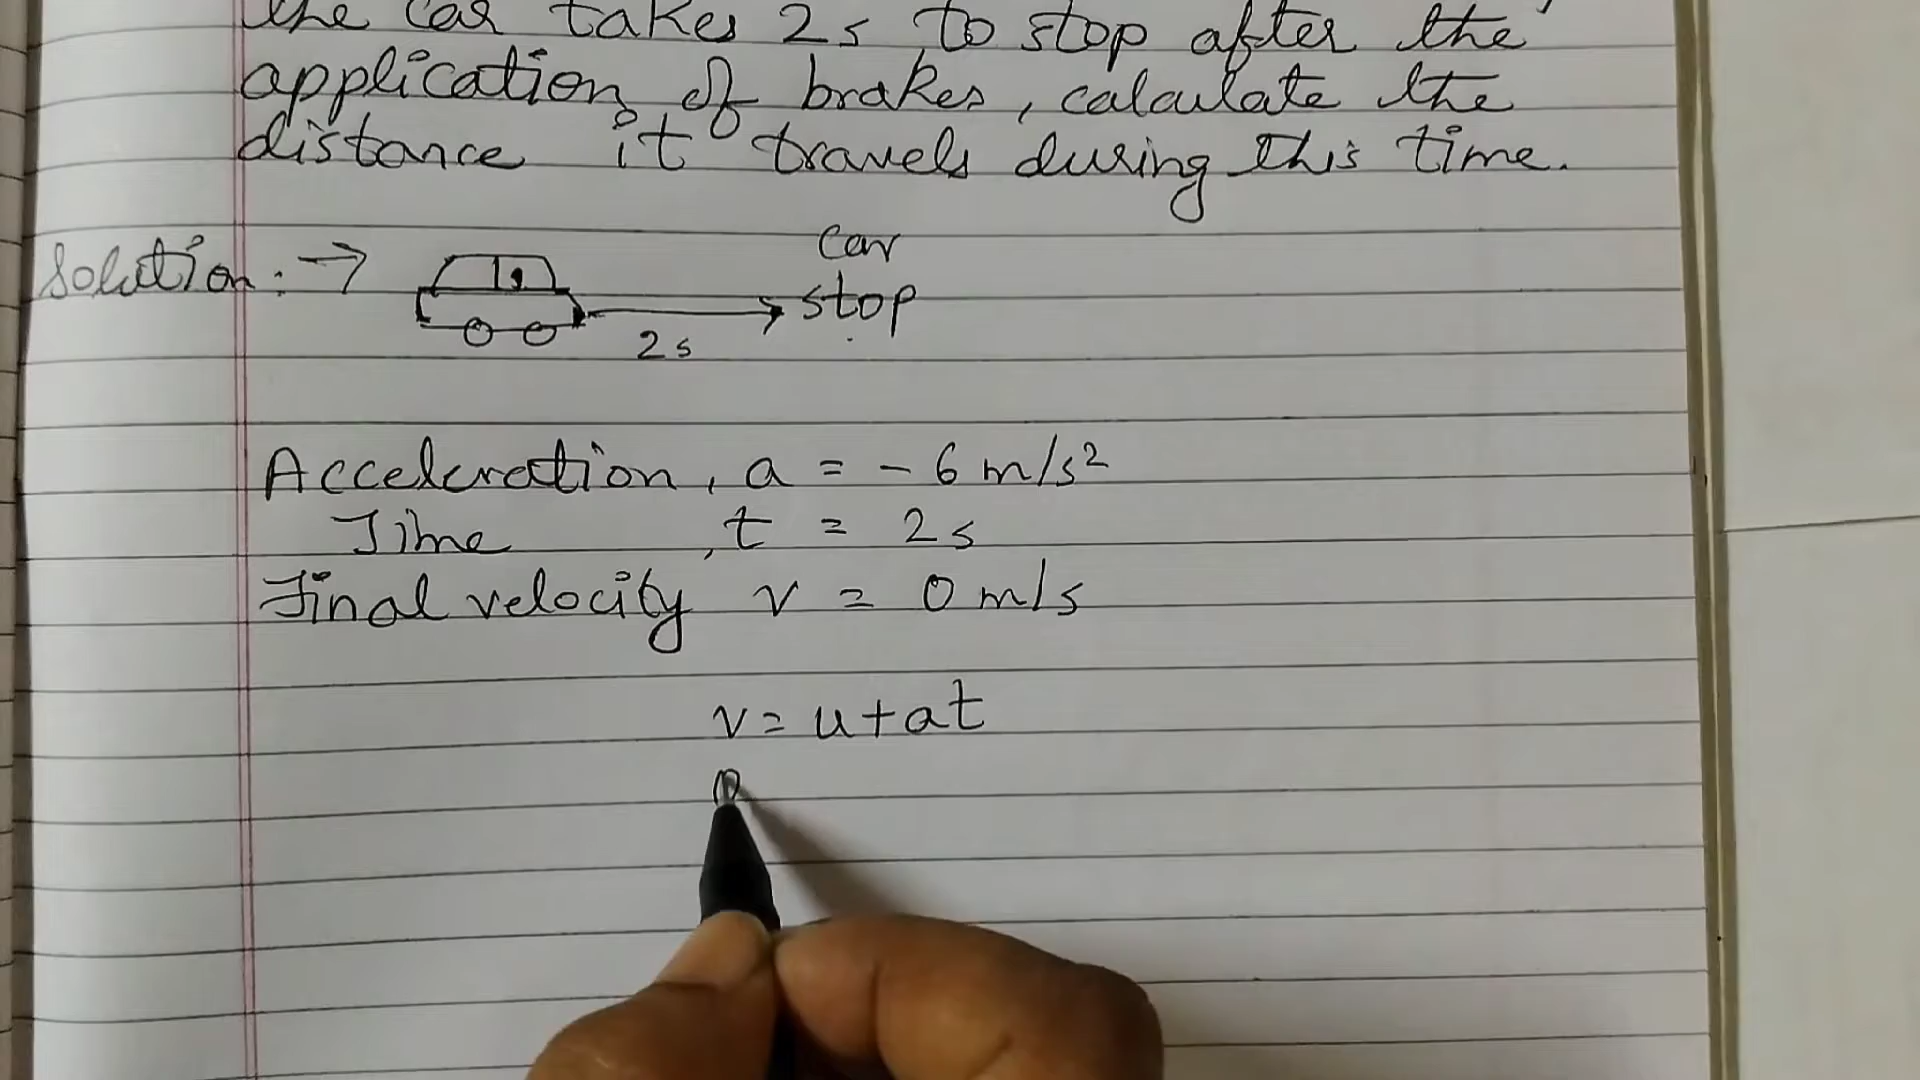 the car takes 2s to stop after the
application of brakes, calculate the
distance it travels during this time.
Solution :→
car
stop
2s
Acceleration, a = - 6 m/s²
Time , t = 2s
Final velocity v = 0 m/s
v = u + at
0